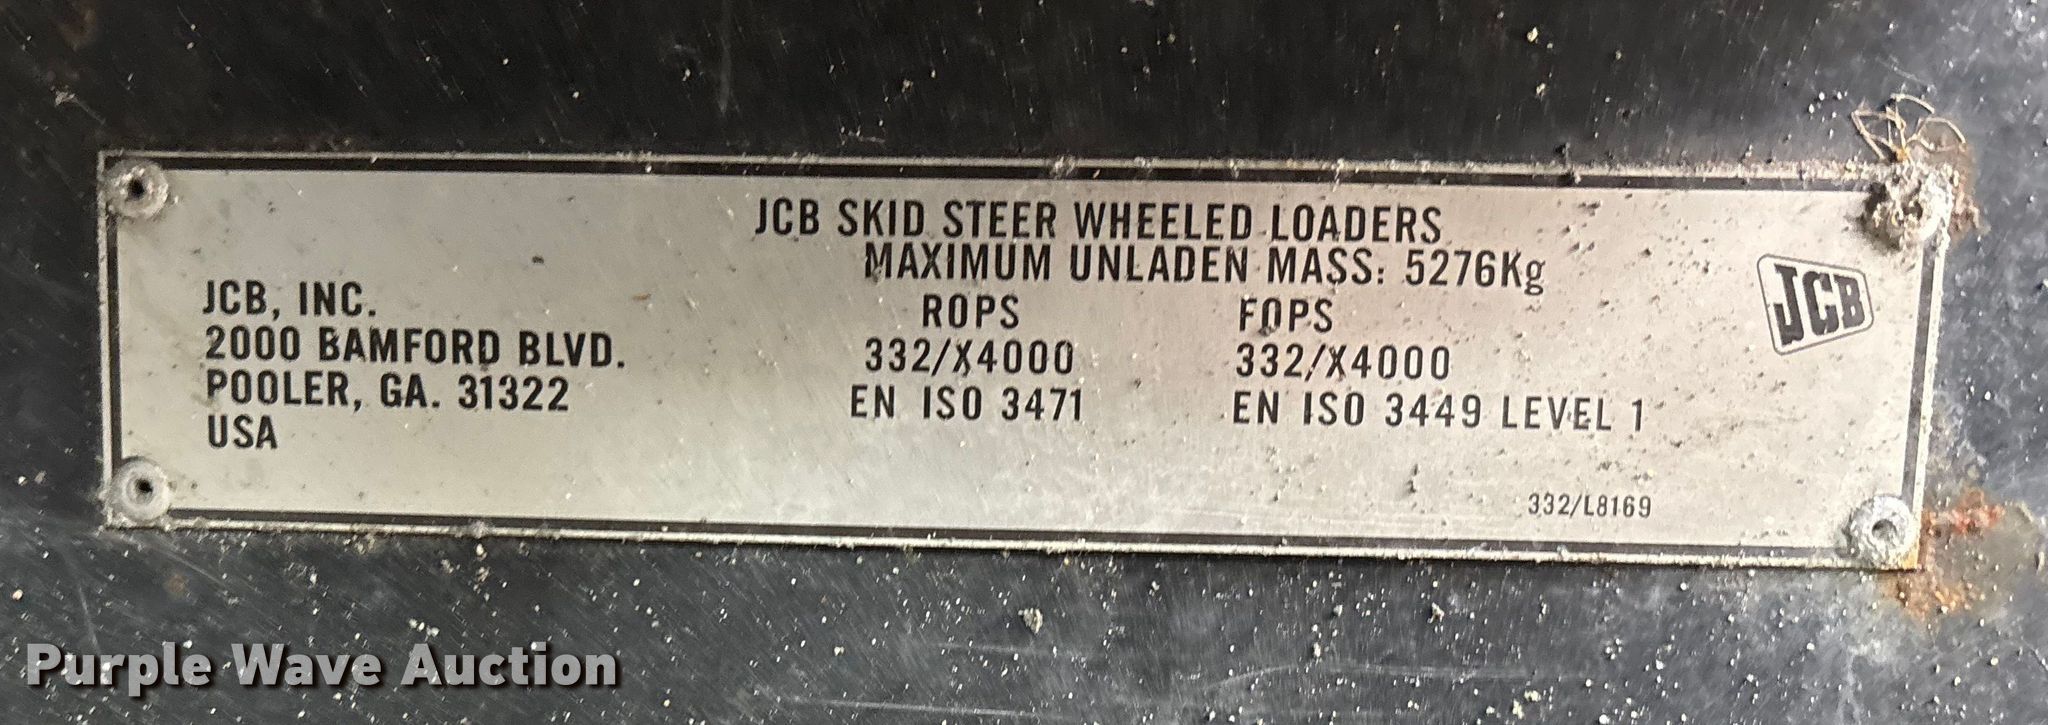 JCB SKID STEER WHEELED LOADERS
MAXIMUM UNLADEN MASS: 5276Kg
JCB, INC.
2000 BAMFORD BLVD.
POOLER, GA. 31322
USA
ROPS FOPS
332/X4000 332/X4000
EN ISO 3471 EN ISO 3449 LEVEL 1
JCB
332/L8169
Purple Wave Auction